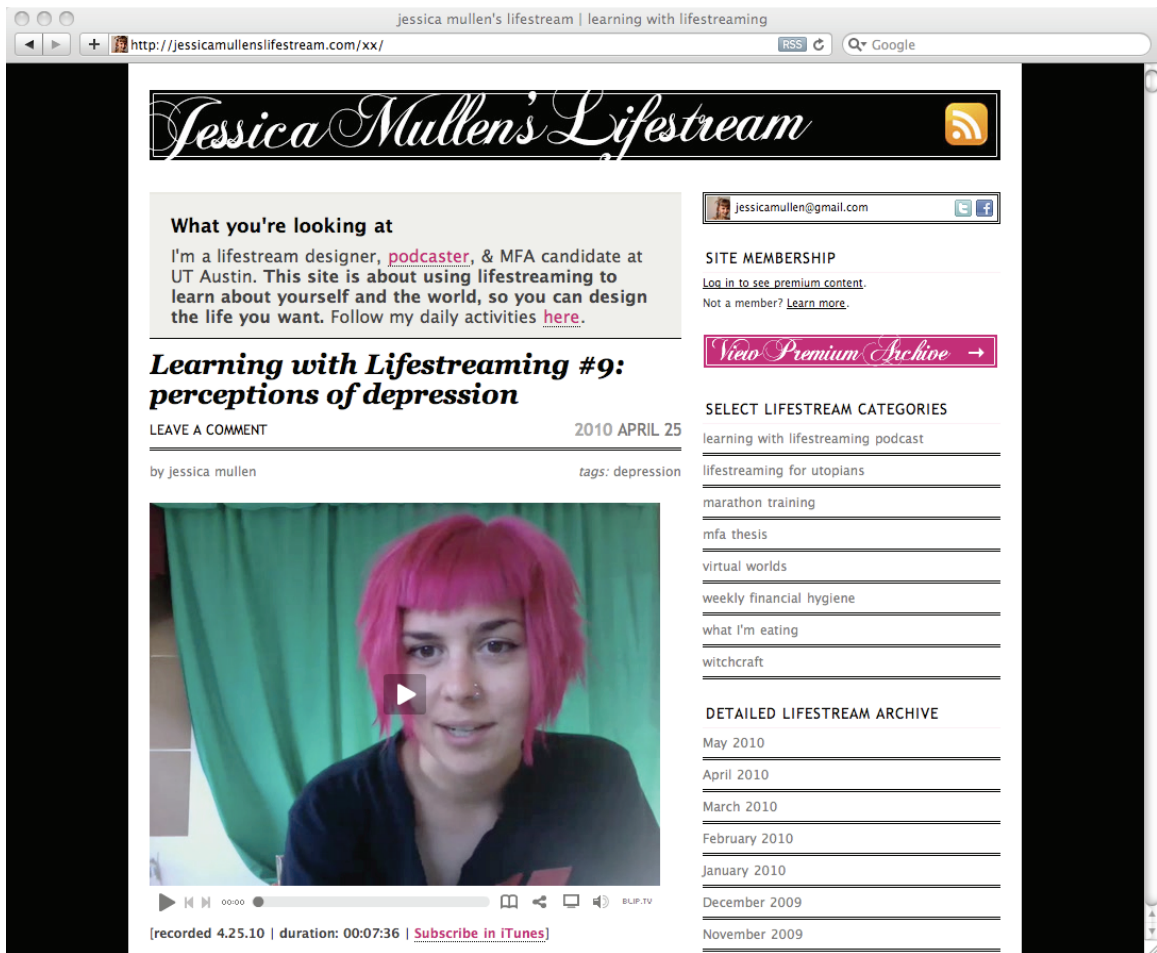 jessica mullen's lifestream | learning with lifestreaming
http://jessicamullenslifestream.com/xx/
RSS
Google
Jessica Mullen's Lifestream
What you're looking at
I'm a lifestream designer, podcaster, & MFA candidate at
UT Austin. This site is about using lifestreaming to
learn about yourself and the world, so you can design
the life you want. Follow my daily activities here.
Learning with Lifestreaming #9:
perceptions of depression
LEAVE A COMMENT
2010 APRIL 25
by jessica mullen
tags: depression
00:00
BLIP.TV
[recorded 4.25.10 | duration: 00:07:36 | Subscribe in iTunes]
jessicamullen@gmail.com
SITE MEMBERSHIP
Log in to see premium content.
Not a member? Learn more.
View Premium Archive →
SELECT LIFESTREAM CATEGORIES
learning with lifestreaming podcast
lifestreaming for utopians
marathon training
mfa thesis
virtual worlds
weekly financial hygiene
what I'm eating
witchcraft
DETAILED LIFESTREAM ARCHIVE
May 2010
April 2010
March 2010
February 2010
January 2010
December 2009
November 2009